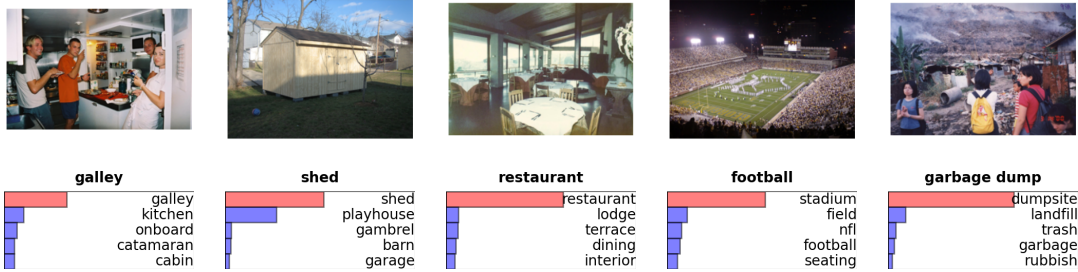 galley
galley
kitchen
onboard
catamaran
cabin
shed
shed
playhouse
gambrel
barn
garage
restaurant
restaurant
lodge
terrace
dining
interior
football
stadium
field
nfl
football
seating
garbage dump
dumpsite
landfill
trash
garbage
rubbish